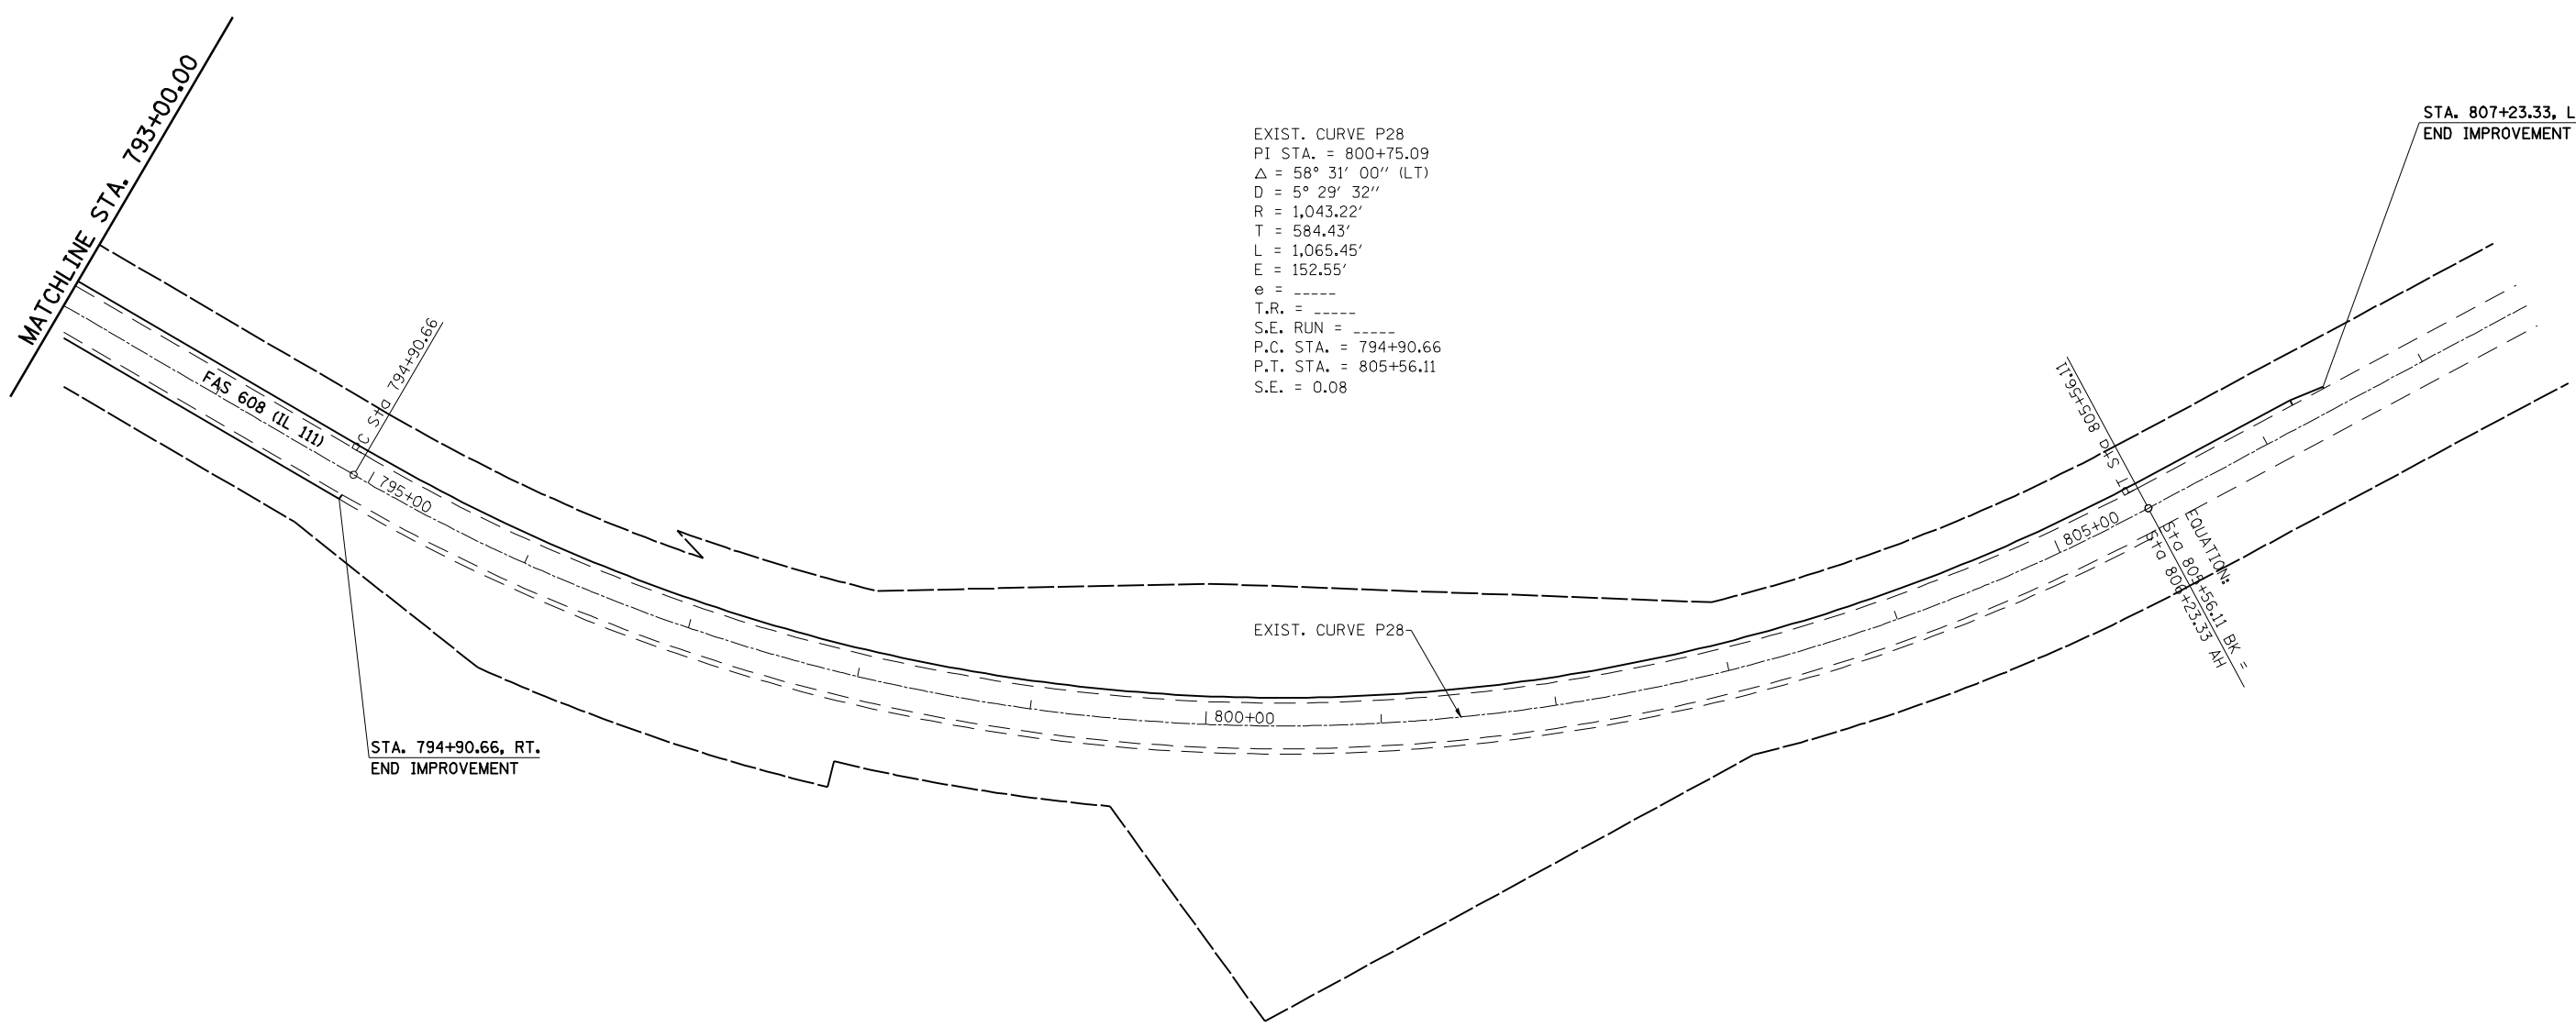 MATCHLINE STA. 793+00.00
FAS 608 (IL 111)
PC Sta 794+90.66
795+00
STA. 794+90.66, RT.
END IMPROVEMENT
EXIST. CURVE P28
PI STA. = 800+75.09
△ = 58° 31' 00" (LT)
D = 5° 29' 32"
R = 1,043.22'
T = 584.43'
L = 1,065.45'
E = 152.55'
e = _____
T.R. = _____
S.E. RUN = _____
P.C. STA. = 794+90.66
P.T. STA. = 805+56.11
S.E. = 0.08
EXIST. CURVE P28
800+00
805+00
PT Sta 805+56.11
EQUATION:
Sta 805+56.11 BK =
Sta 806+23.33 AH
STA. 807+23.33, L
END IMPROVEMENT